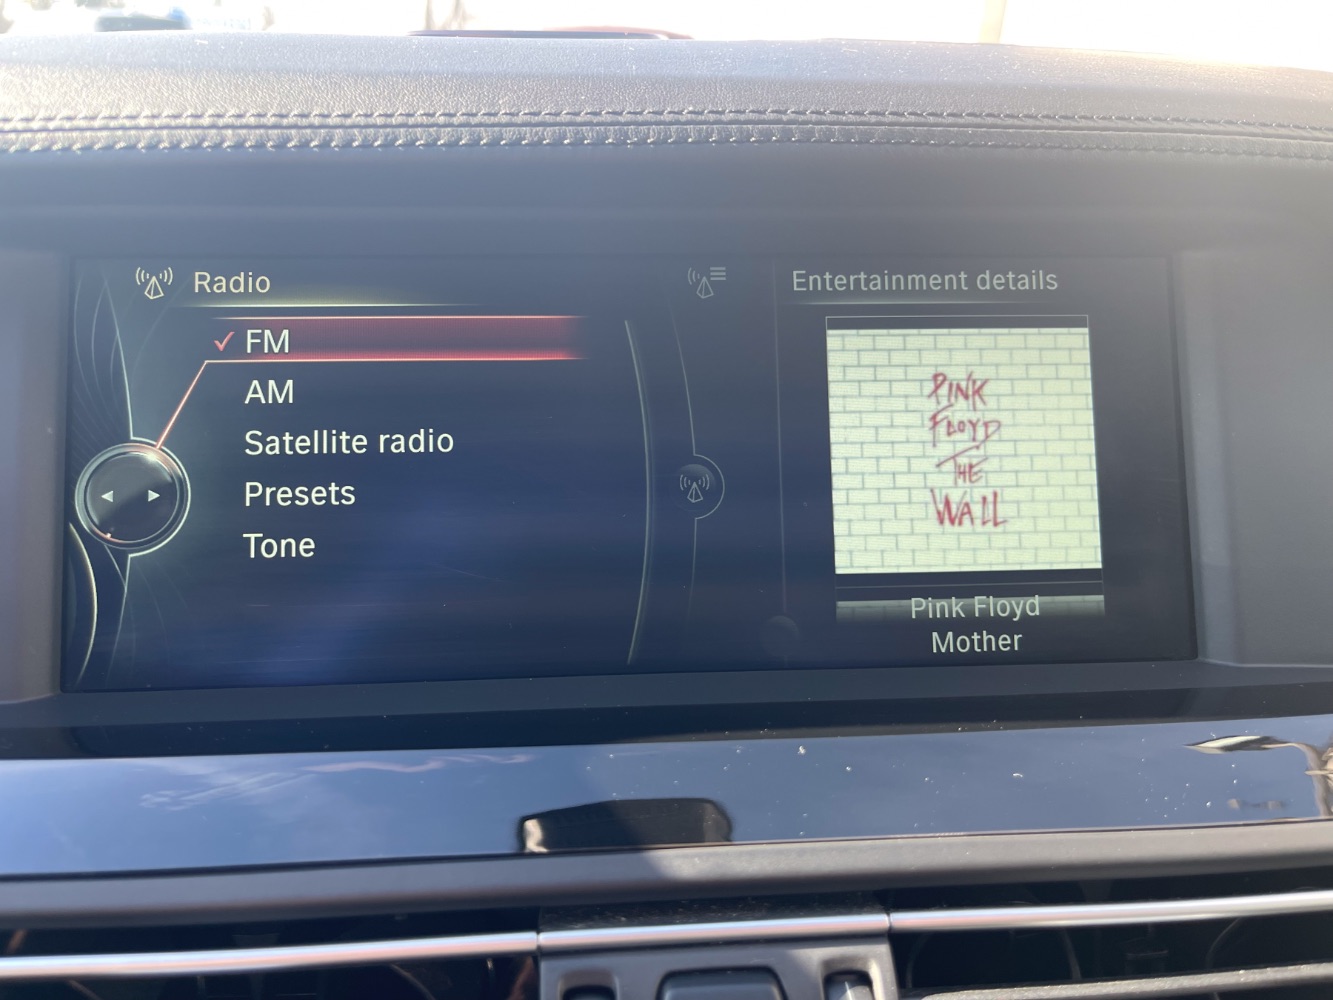 Radio
✓ FM
AM
Satellite radio
Presets
Tone
Entertainment details
PINK
FLOYD
THE
WALL
Pink Floyd
Mother